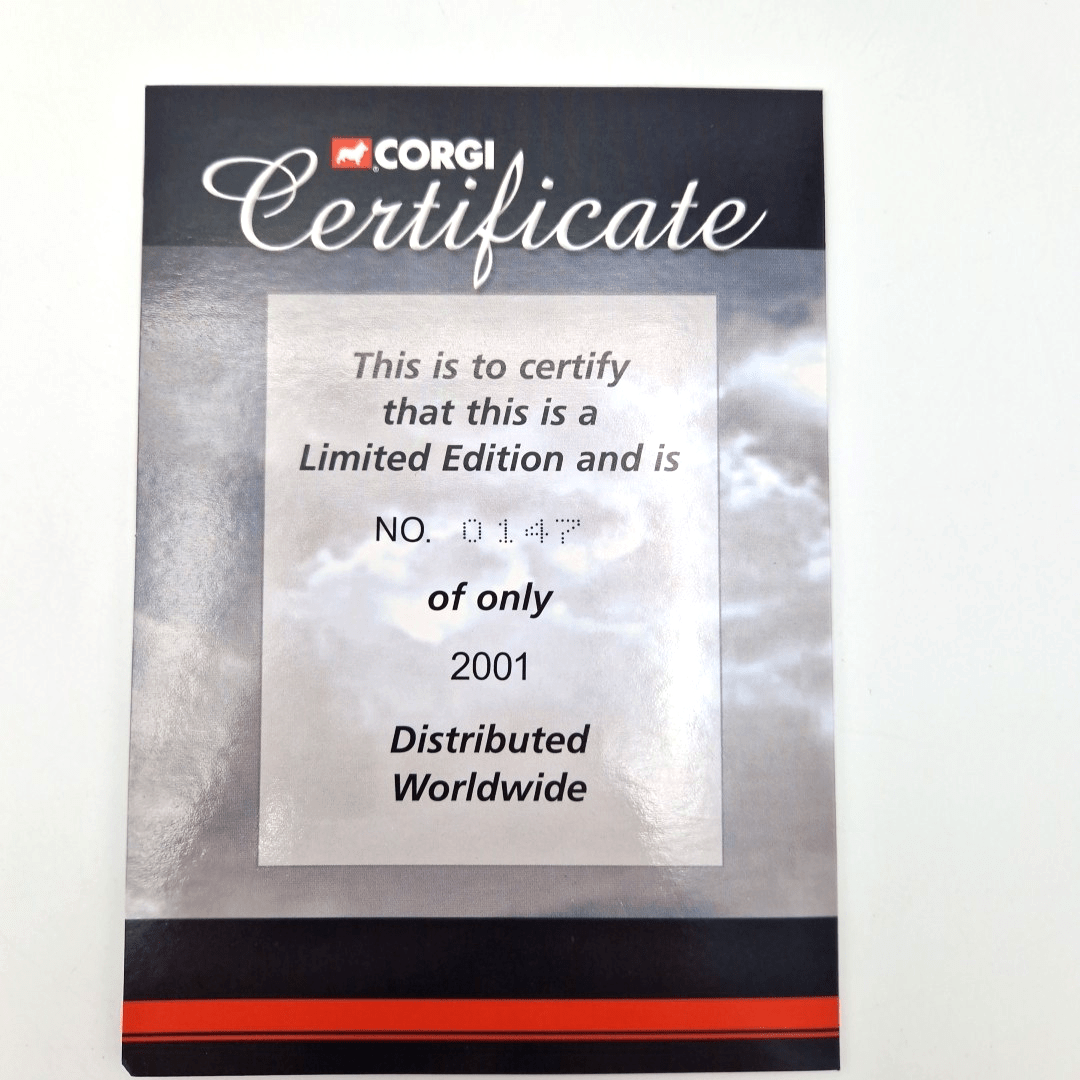 CORGI
Certificate
This is to certify
that this is a
Limited Edition and is
NO. 0147
of only
2001
Distributed
Worldwide